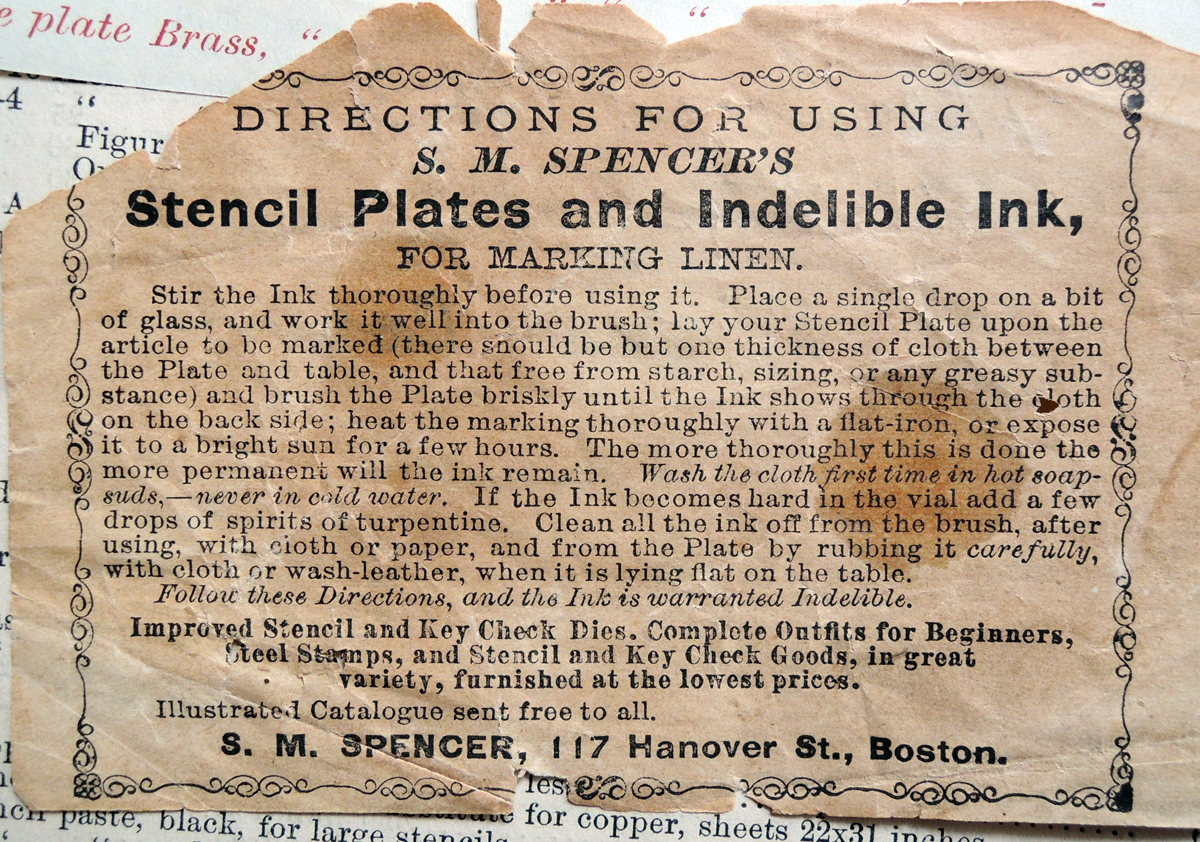 e plate Brass, “ “
-4 “
Figur
A
DIRECTIONS FOR USING
S. M. SPENCER'S
Stencil Plates and Indelible Ink,
FOR MARKING LINEN.
Stir the Ink thoroughly before using it. Place a single drop on a bit
of glass, and work it well into the brush; lay your Stencil Plate upon the
article to be marked (there should be but one thickness of cloth between
the Plate and table, and that free from starch, sizing, or any greasy sub-
stance) and brush the Plate briskly until the Ink shows through the cloth
on the back side; heat the marking thoroughly with a flat-iron, or expose
it to a bright sun for a few hours. The more thoroughly this is done the
more permanent will the ink remain. Wash the cloth first time in hot soap-
suds,—never in cold water. If the Ink becomes hard in the vial add a few
drops of spirits of turpentine. Clean all the ink off from the brush, after
using, with cloth or paper, and from the Plate by rubbing it carefully,
with cloth or wash-leather, when it is lying flat on the table.
Follow these Directions, and the Ink is warranted Indelible.
Improved Stencil and Key Check Dies. Complete Outfits for Beginners,
Steel Stamps, and Stencil and Key Check Goods, in great
variety, furnished at the lowest prices.
Illustrated Catalogue sent free to all.
S. M. SPENCER, 117 Hanover St., Boston.
les
for copper, sheets 22x31 inches
paste, black, for large stencils